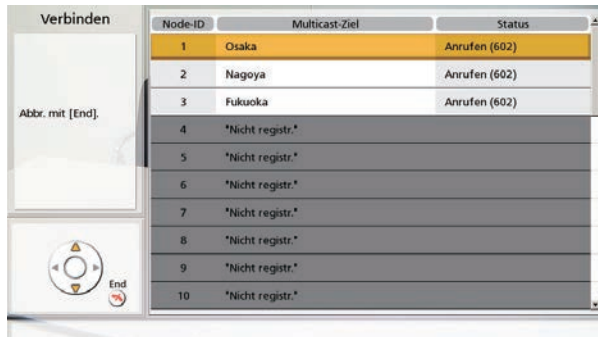 Verbinden
Abbr. mit [End].
End
Node-ID Multicast-Ziel Status
1 Osaka Anrufen (602)
2 Nagoya Anrufen (602)
3 Fukuoka Anrufen (602)
4 "Nicht registr."
5 "Nicht registr."
6 "Nicht registr."
7 "Nicht registr."
8 "Nicht registr."
9 "Nicht registr."
10 "Nicht registr."